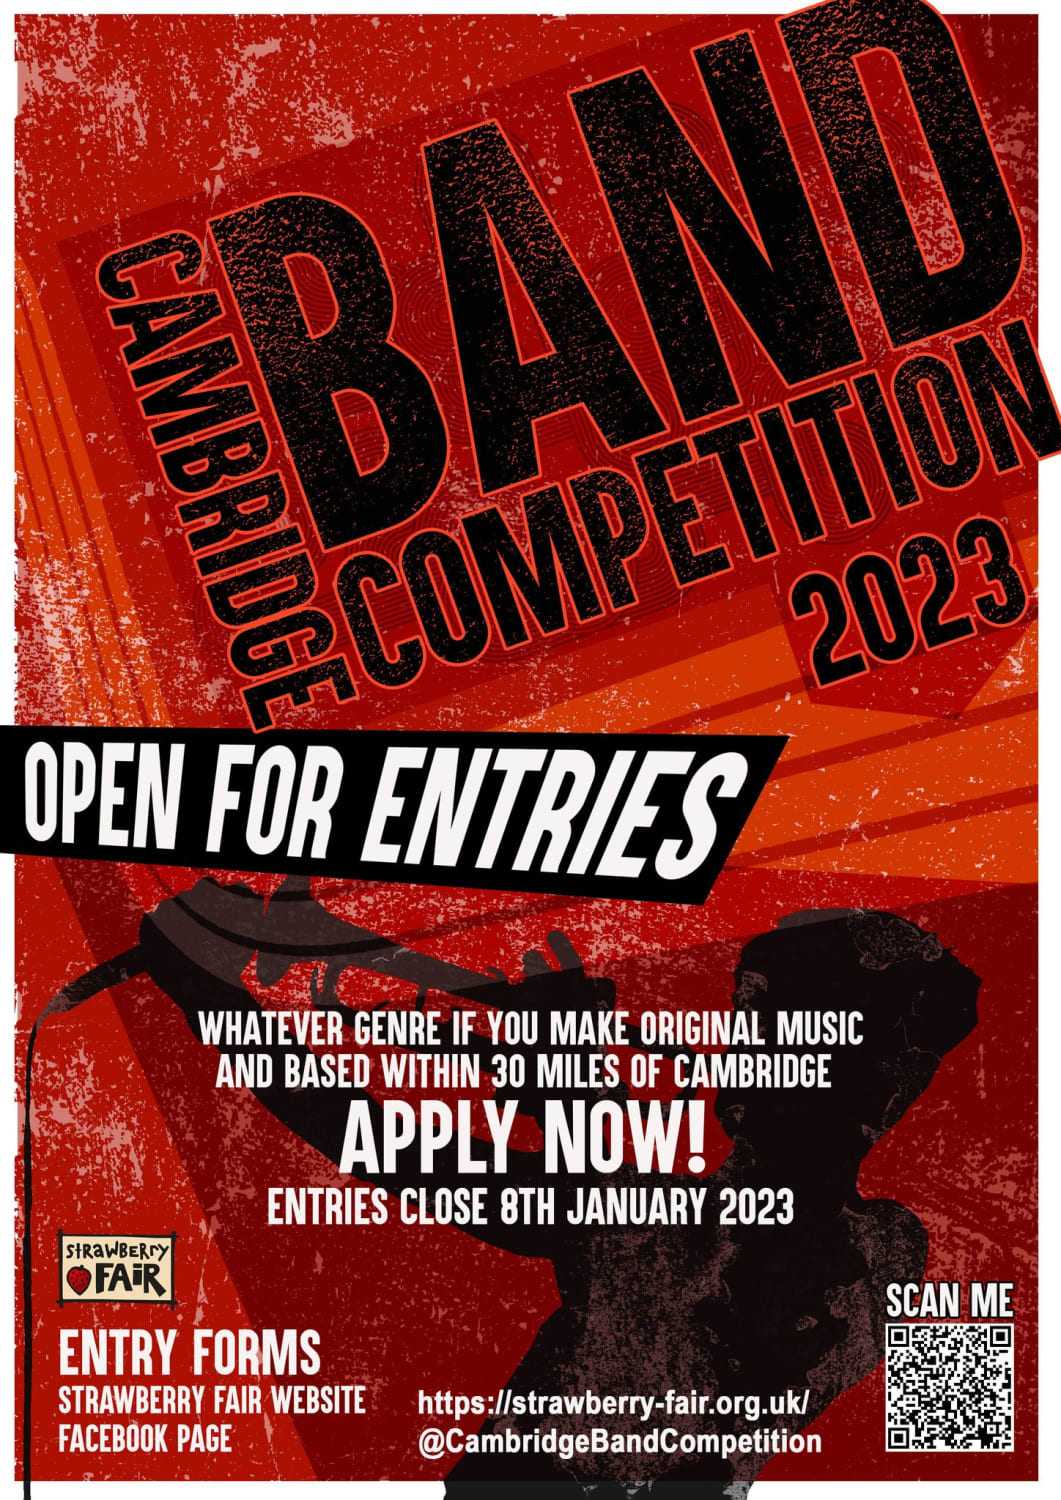 CAMBRIDGE
BAND
COMPETITION
2023
OPEN FOR ENTRIES
WHATEVER GENRE IF YOU MAKE ORIGINAL MUSIC
AND BASED WITHIN 30 MILES OF CAMBRIDGE
APPLY NOW!
ENTRIES CLOSE 8TH JANUARY 2023
STRAWBERRY
FAIR
SCAN ME
ENTRY FORMS
STRAWBERRY FAIR WEBSITE https://strawberry-fair.org.uk/
FACEBOOK PAGE @CambridgeBandCompetition